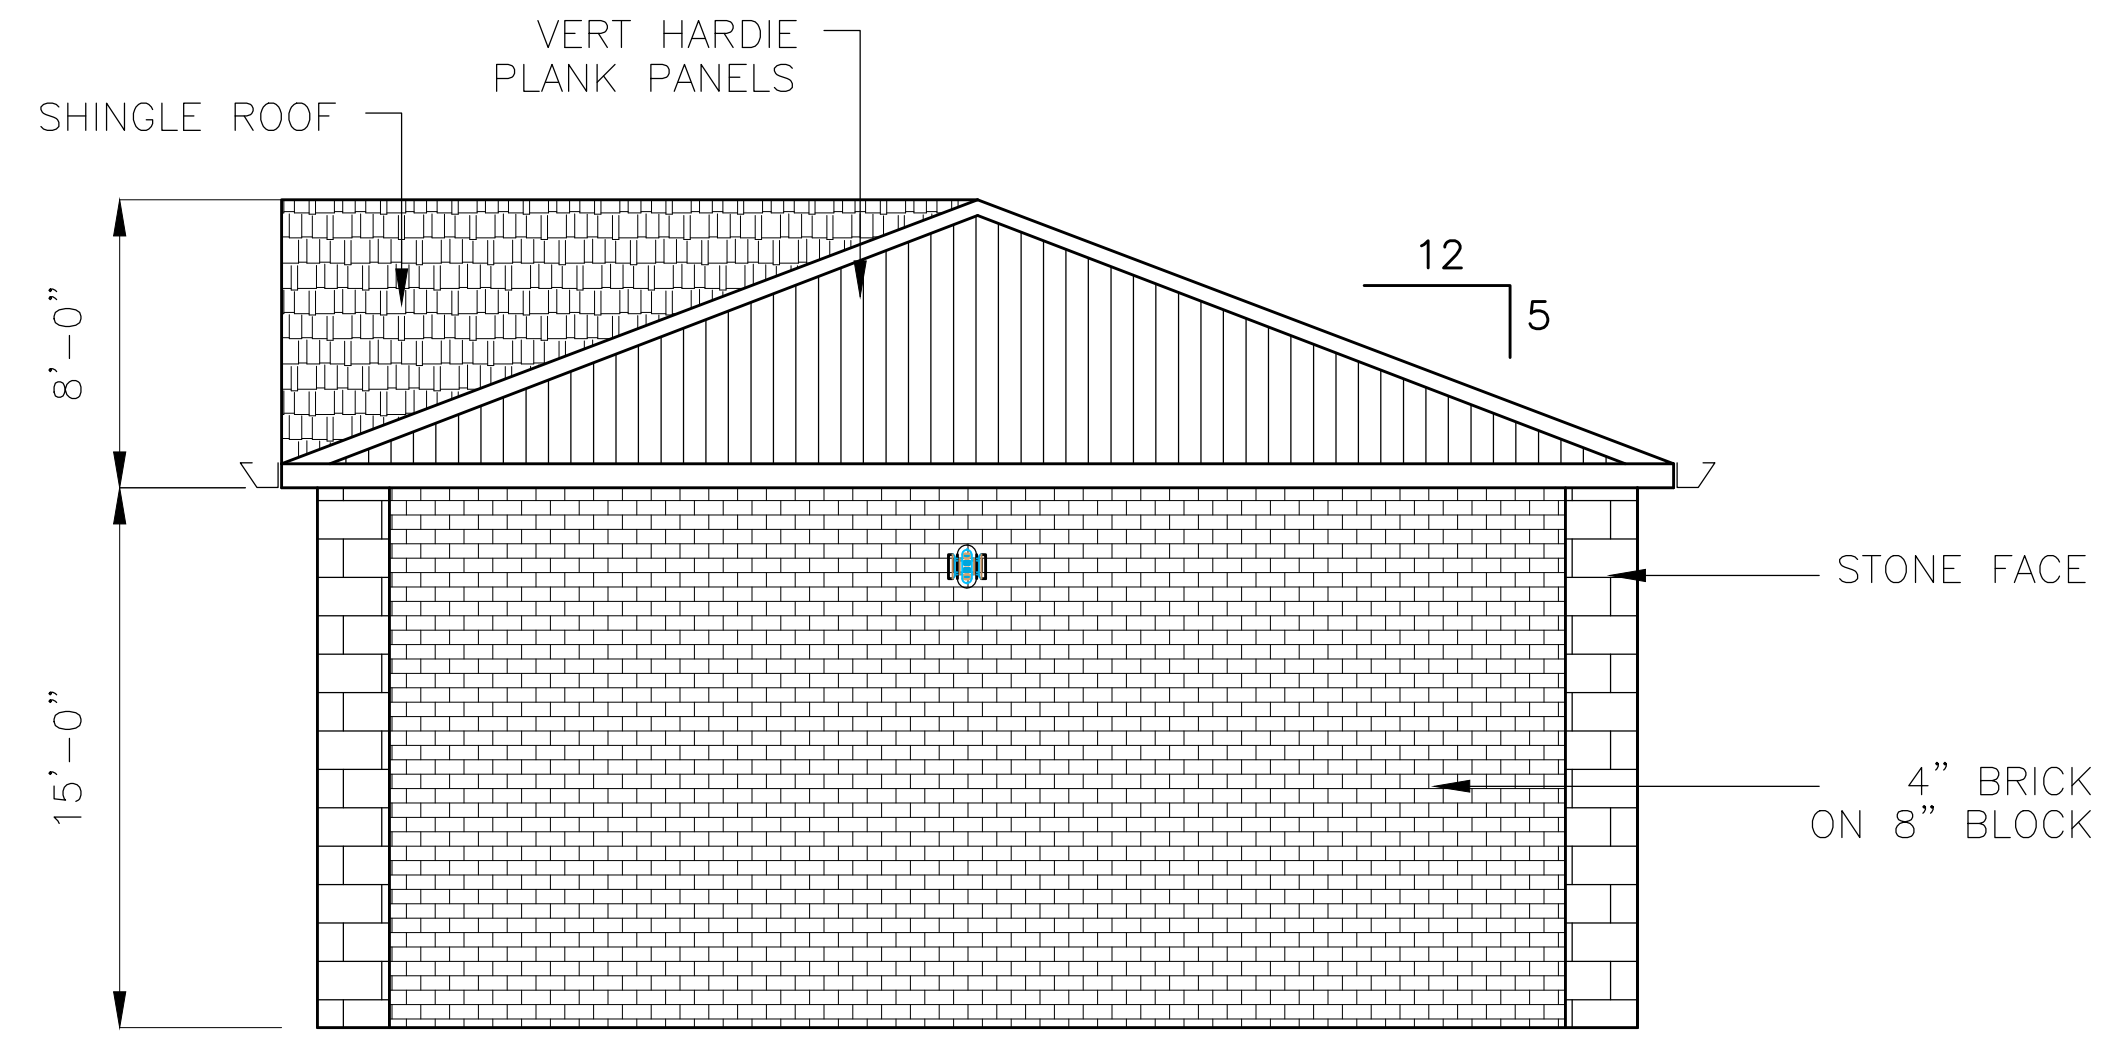 VERT HARDIE
PLANK PANELS
SHINGLE ROOF
12
5
8'-0"
STONE FACE
15'-0"
4" BRICK
ON 8" BLOCK